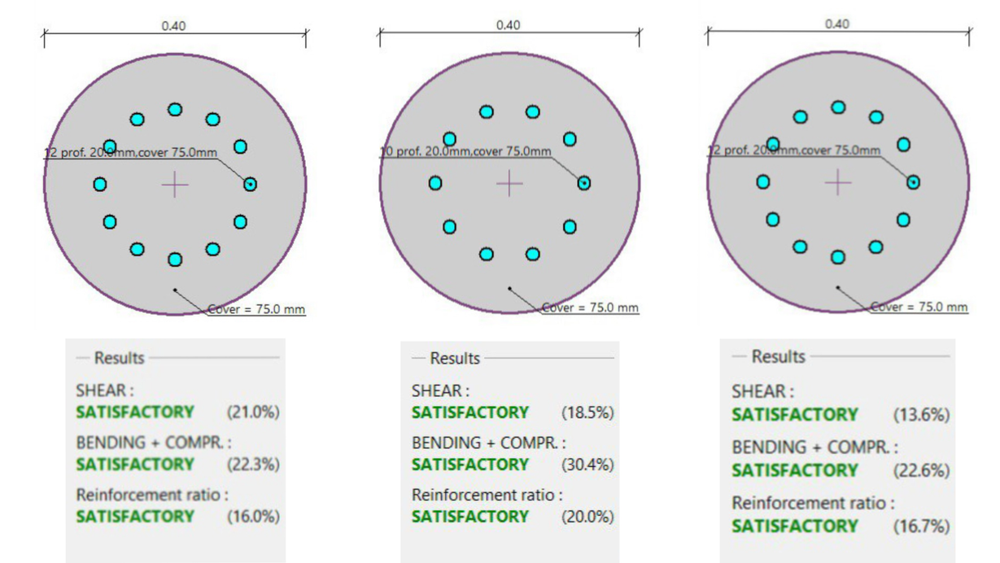 0.40
12 prof. 20.0mm,cover 75.0mm
Cover = 75.0 mm
Results
SHEAR :
SATISFACTORY (21.0%)
BENDING + COMPR. :
SATISFACTORY (22.3%)
Reinforcement ratio :
SATISFACTORY (16.0%)
0.40
10 prof. 20.0mm,cover 75.0mm
Cover = 75.0 mm
Results
SHEAR :
SATISFACTORY (18.5%)
BENDING + COMPR. :
SATISFACTORY (30.4%)
Reinforcement ratio :
SATISFACTORY (20.0%)
0.40
12 prof. 20.0mm,cover 75.0mm
Cover = 75.0 mm
Results
SHEAR :
SATISFACTORY (13.6%)
BENDING + COMPR. :
SATISFACTORY (22.6%)
Reinforcement ratio :
SATISFACTORY (16.7%)